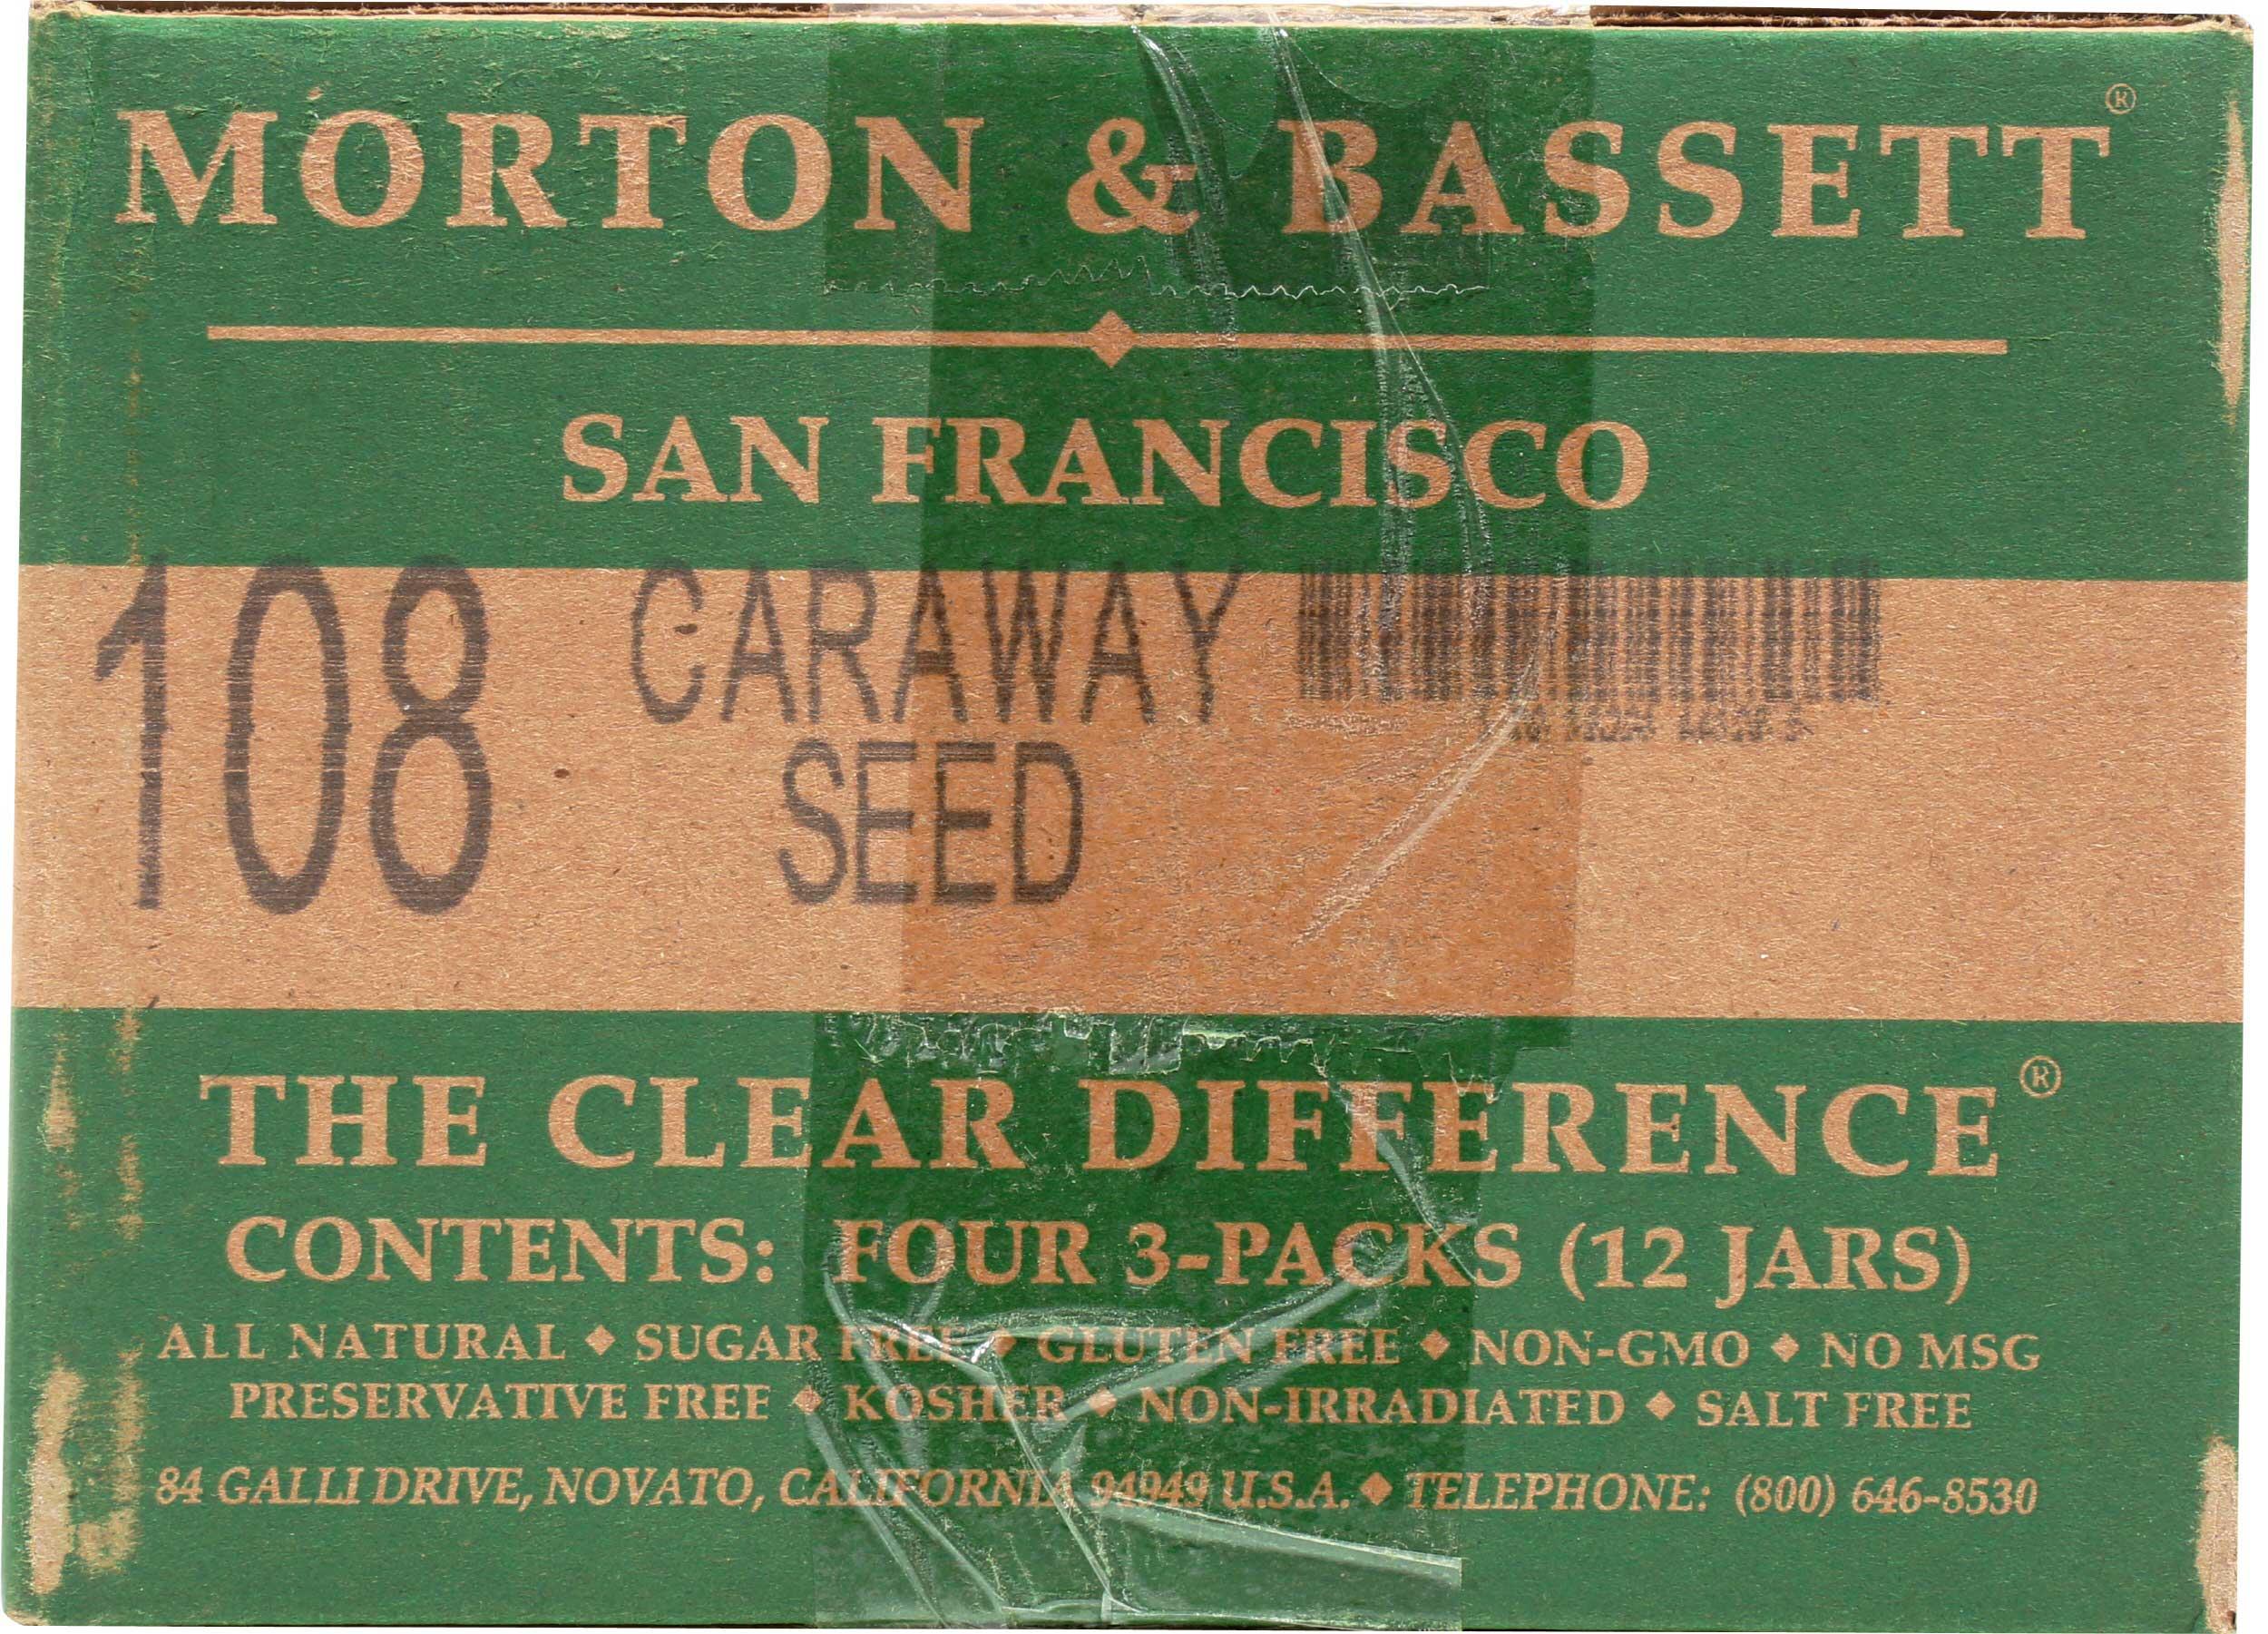 MORTON & BASSETT®
SAN FRANCISCO
108 CARAWAY
SEED
THE CLEAR DIFFERENCE®
CONTENTS: FOUR 3-PACKS (12 JARS)
ALL NATURAL ◆ SUGAR FREE ◆ GLUTEN FREE ◆ NON-GMO ◆ NO MSG
PRESERVATIVE FREE ◆ KOSHER ◆ NON-IRRADIATED ◆ SALT FREE
84 GALLI DRIVE, NOVATO, CALIFORNIA 94949 U.S.A. ◆ TELEPHONE: (800) 646-8530